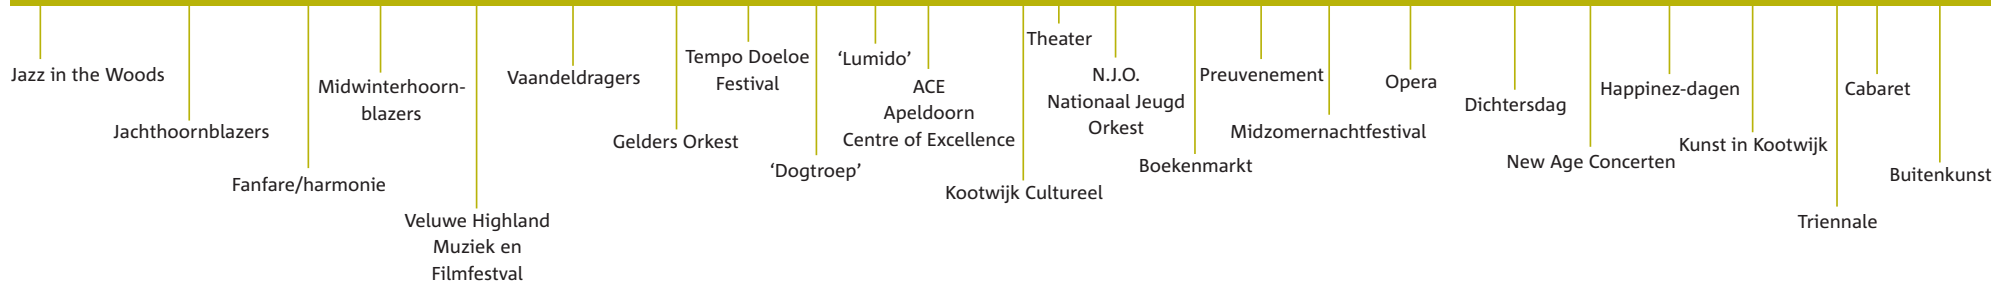 Jazz in the Woods
Jachthoornblazers
Fanfare/harmonie
Midwinterhoorn-
blazers
Veluwe Highland
Muziek en
Filmfestval
Vaandeldragers
Gelders Orkest
Tempo Doeloe
Festival
‘Dogtroep’
‘Lumido’
ACE
Apeldoorn
Centre of Excellence
Kootwijk Cultureel
Theater
N.J.O.
Nationaal Jeugd
Orkest
Boekenmarkt
Preuvenement
Midzomernachtfestival
Opera
Dichtersdag
New Age Concerten
Happinez-dagen
Kunst in Kootwijk
Triennale
Cabaret
Buitenkunst